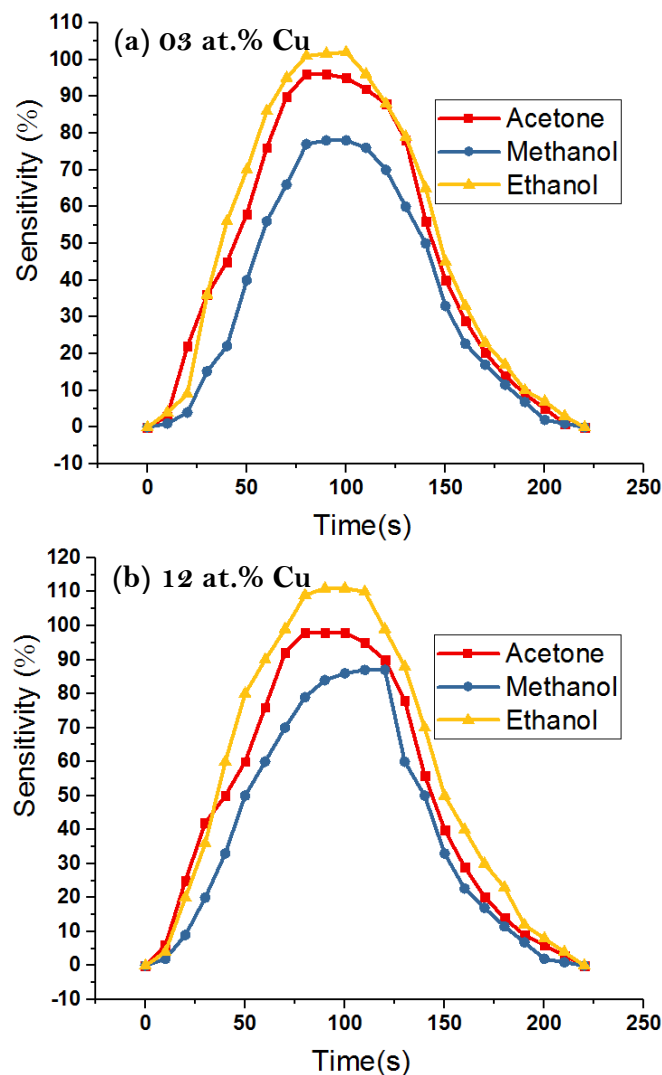 (a) 03 at.% Cu
110
100
90
80
70
60
50
40
30
20
10
0
-10
Sensitivity (%)
Acetone
Methanol
Ethanol
0 50 100 150 200 250
Time(s)
(b) 12 at.% Cu
120
110
100
90
80
70
60
50
40
30
20
10
0
-10
Sensitivity (%)
Acetone
Methanol
Ethanol
0 50 100 150 200 250
Time(s)